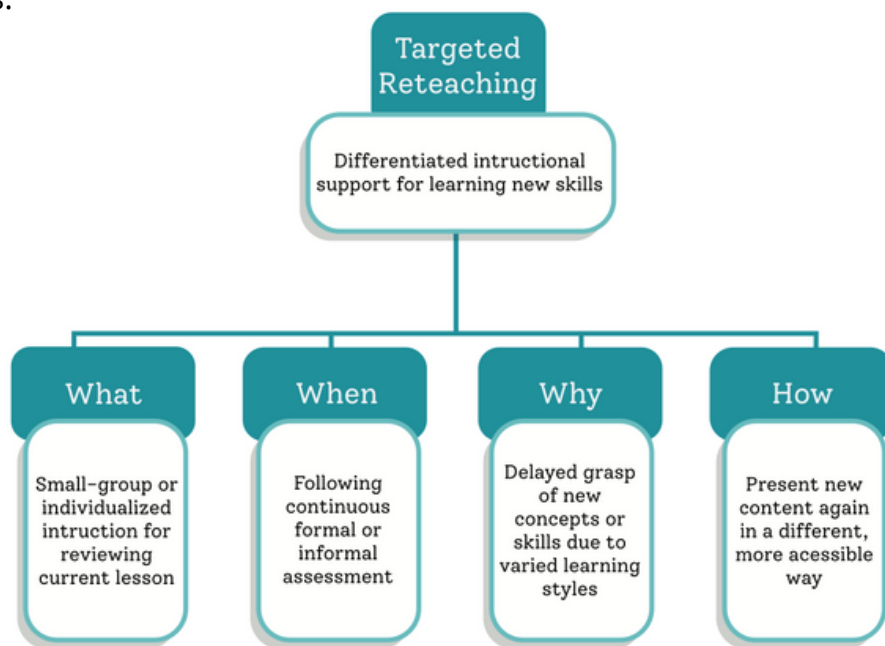 Targeted
Reteaching
Differentiated intructional
support for learning new skills
What
Small-group or
individualized
intruction for
reviewing
current lesson
When
Following
continuous
formal or
informal
assessment
Why
Delayed grasp
of new
concepts or
skills due to
varied learning
styles
How
Present new
content again
in a different,
more acessible
way